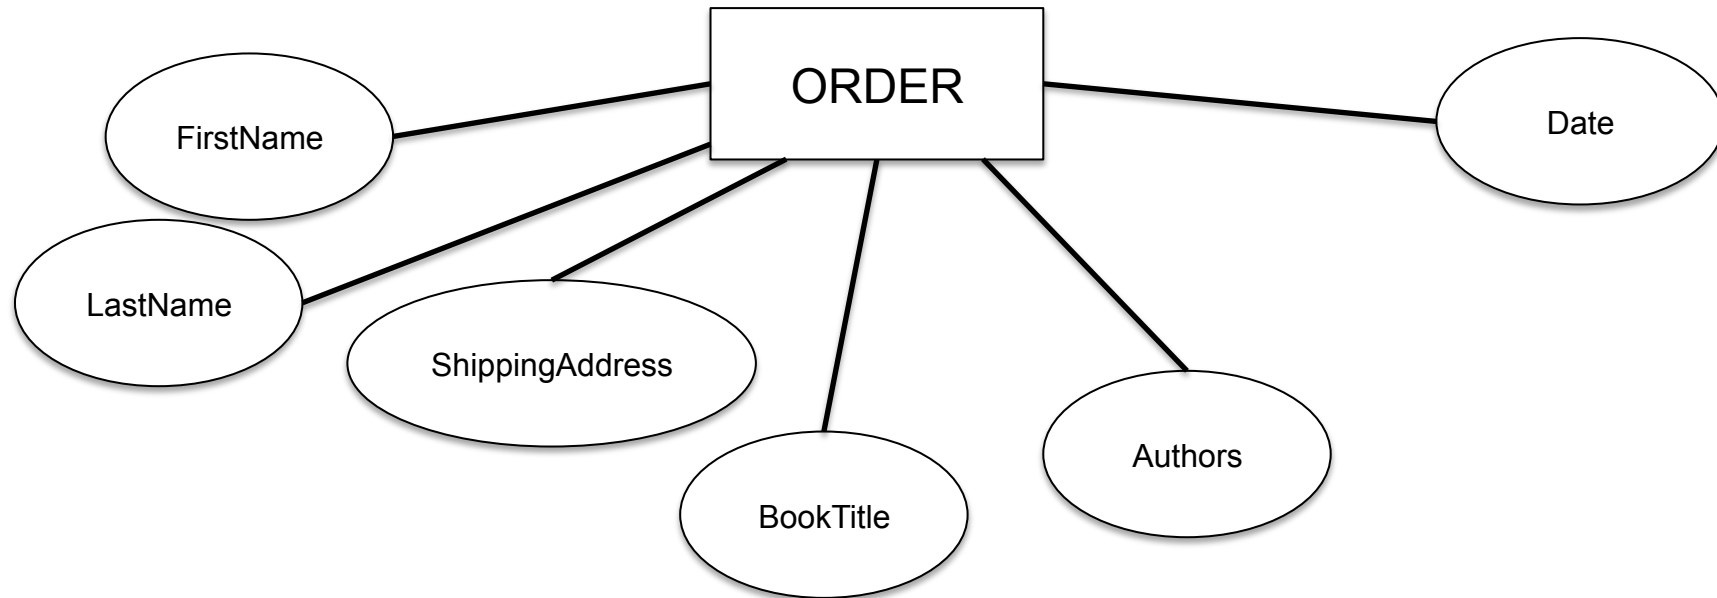 ORDER
FirstName
Date
LastName
ShippingAddress
Authors
BookTitle